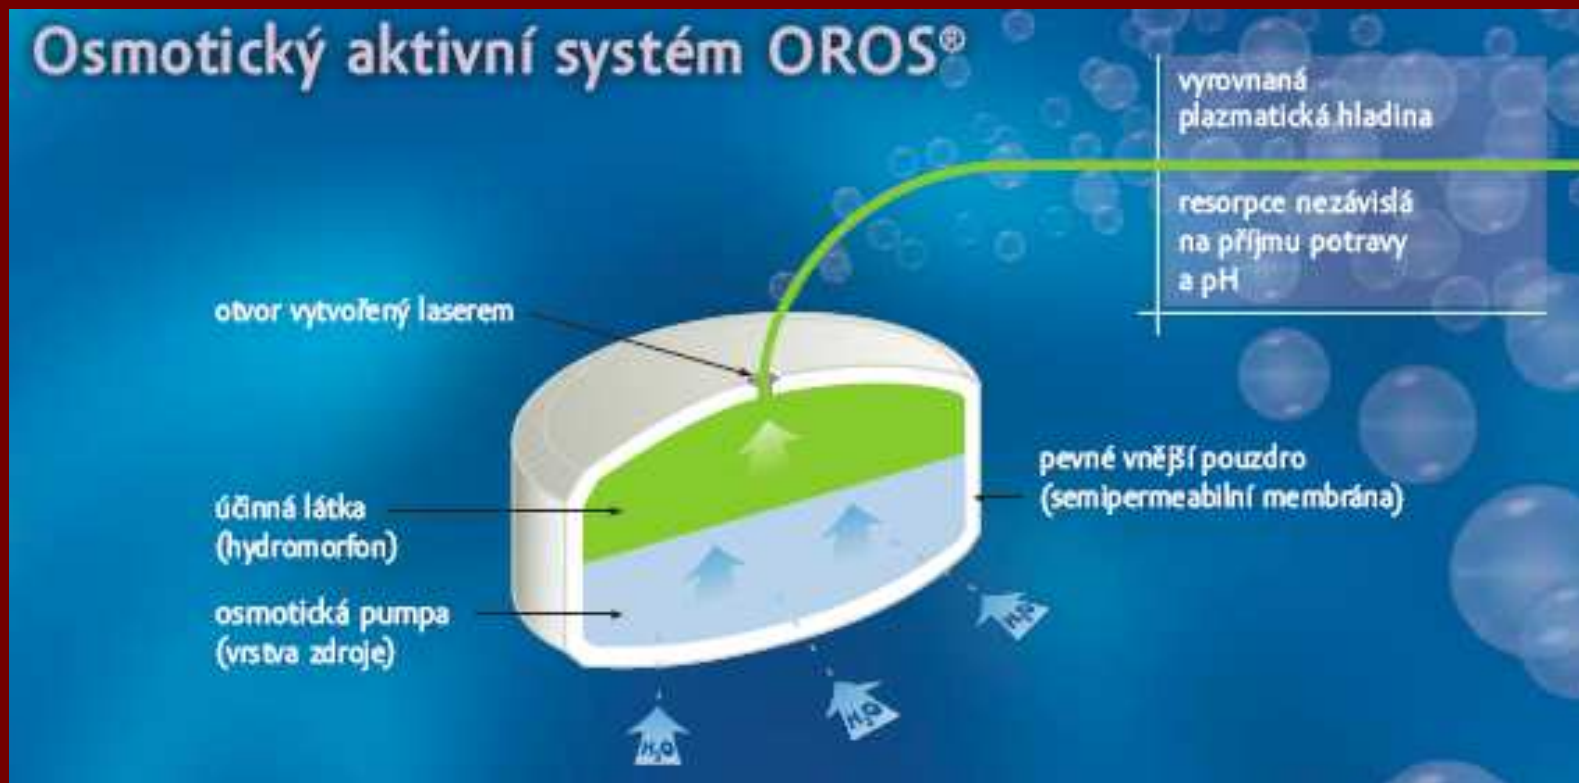 Osmotický aktivní systém OROS®
vyrovnaná
plazmatická hladina
resorpce nezávislá
na příjmu potravy
a pH
otvor vytvořený laserem
účinná látka
(hydromorfon)
osmotická pumpa
(vrstva zdroje)
pevné vnější pouzdro
(semipermeabilní membrána)
H₂O
H₂O
H₂O